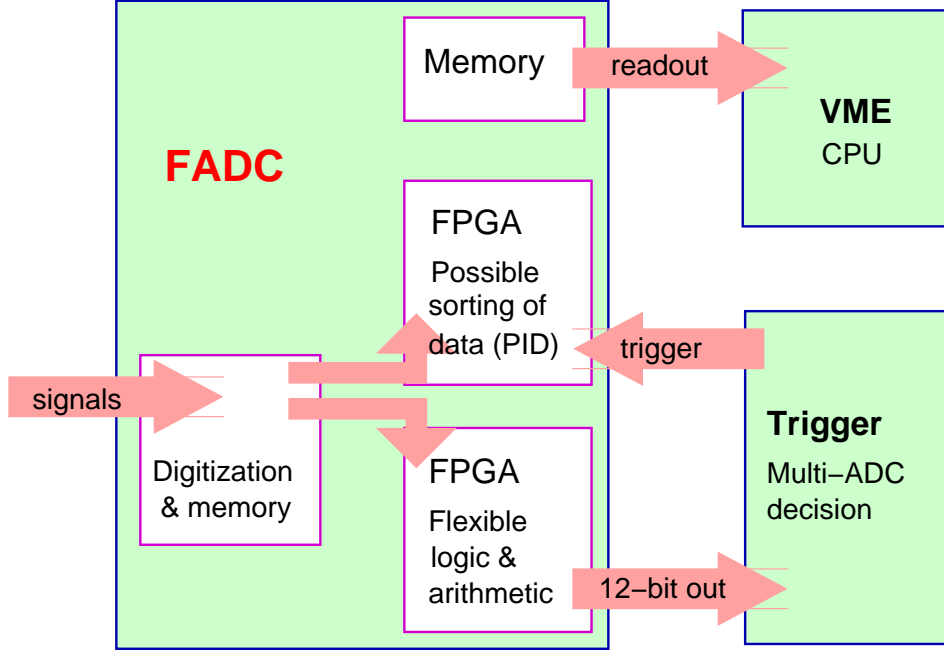 Memory
readout
VME
CPU
FADC
FPGA
Possible
sorting of
data (PID)
trigger
signals
Digitization
& memory
FPGA
Flexible
logic &
arithmetic
Trigger
Multi−ADC
decision
12−bit out